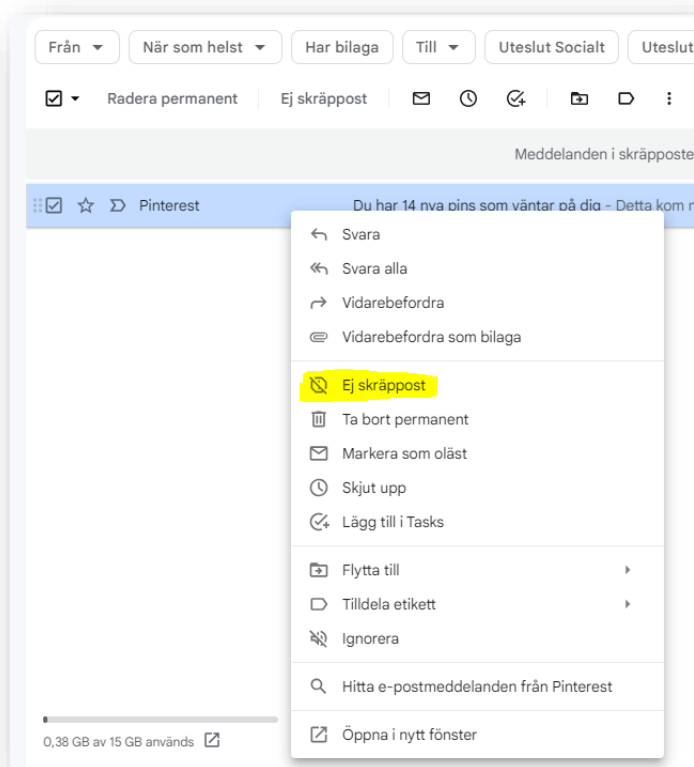 Från När som helst Har bilaga Till Uteslut Socialt Uteslut
Radera permanent Ej skräppost
Meddelanden i skräpposte
Pinterest Du har 14 nya pins som väntar på dig - Detta kom
Svara
Svara alla
Vidarebefordra
Vidarebefordra som bilaga
Ej skräppost
Ta bort permanent
Markera som oläst
Skjut upp
Lägg till i Tasks
Flytta till
Tilldela etikett
Ignorera
Hitta e-postmeddelanden från Pinterest
Öppna i nytt fönster
0,38 GB av 15 GB används